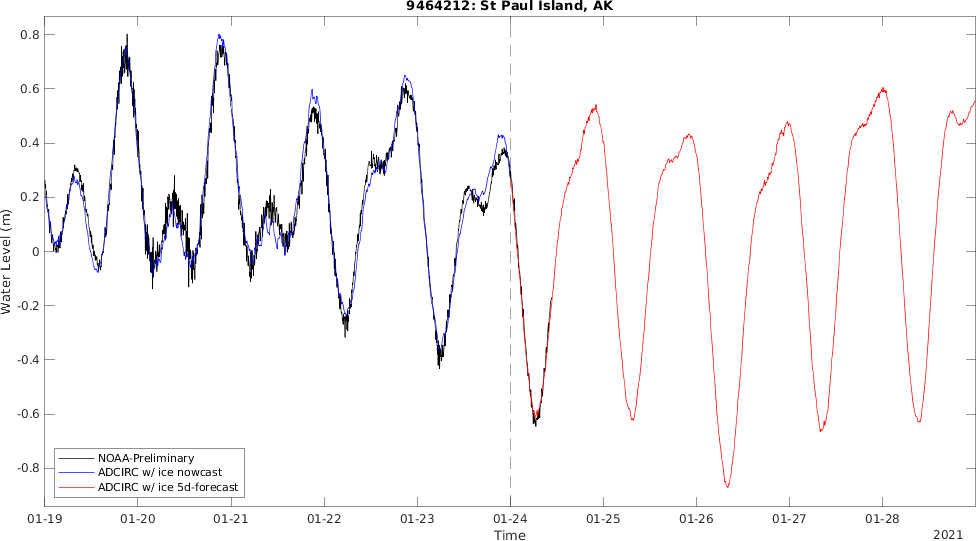 9464212: St Paul Island, AK
Water Level (m)
0.8
0.6
0.4
0.2
0
-0.2
-0.4
-0.6
-0.8
NOAA-Preliminary
ADCIRC w/ ice nowcast
ADCIRC w/ ice 5d-forecast
01-19 01-20 01-21 01-22 01-23 01-24 01-25 01-26 01-27 01-28
Time
2021